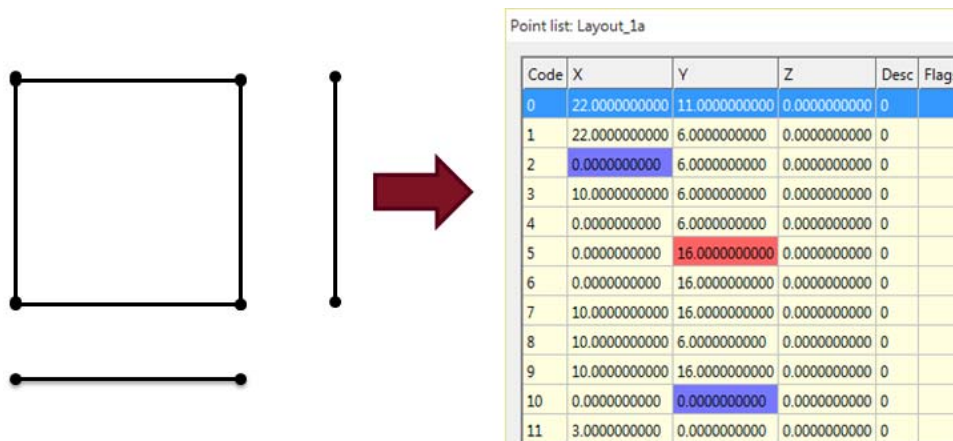 Point list: Layout_1a
Code X Y Z Desc Flags
0 22.0000000000 11.0000000000 0.0000000000 0
1 22.0000000000 6.0000000000 0.0000000000 0
2 0.0000000000 6.0000000000 0.0000000000 0
3 10.0000000000 6.0000000000 0.0000000000 0
4 0.0000000000 6.0000000000 0.0000000000 0
5 0.0000000000 16.0000000000 0.0000000000 0
6 0.0000000000 16.0000000000 0.0000000000 0
7 10.0000000000 16.0000000000 0.0000000000 0
8 10.0000000000 6.0000000000 0.0000000000 0
9 10.0000000000 16.0000000000 0.0000000000 0
10 0.0000000000 0.0000000000 0.0000000000 0
11 3.0000000000 0.0000000000 0.0000000000 0